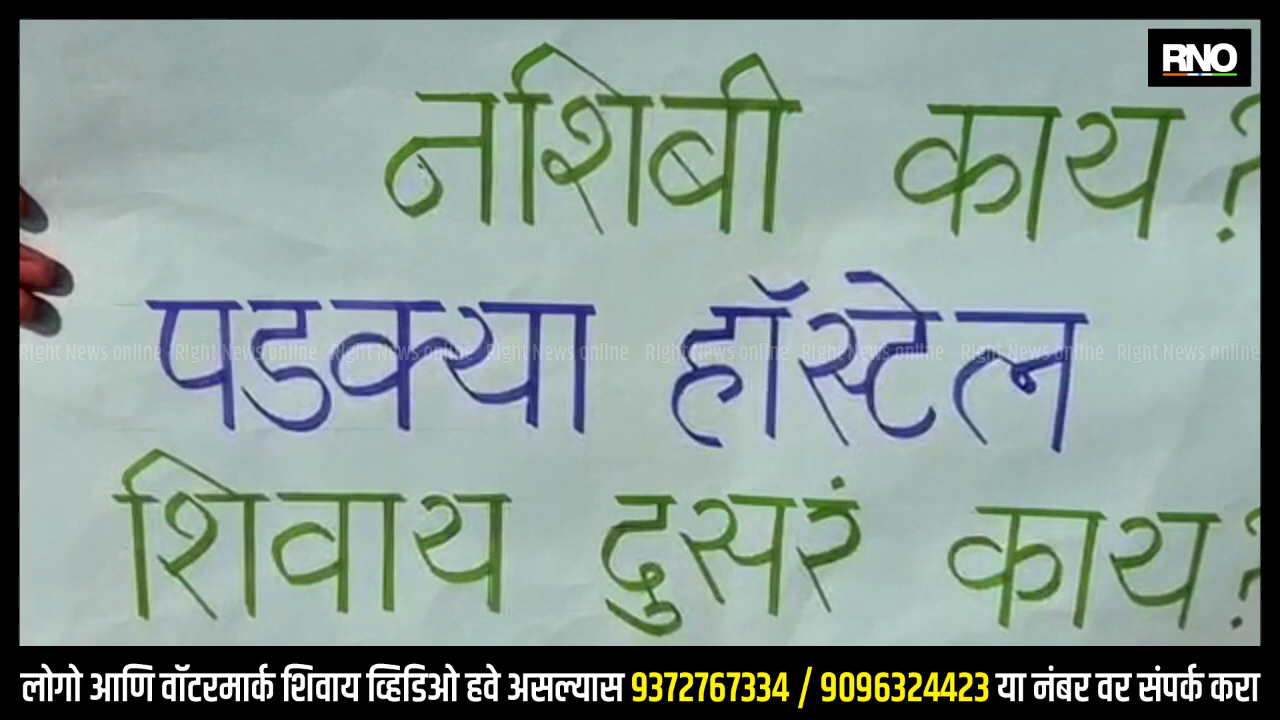 RNO
नशिबी काय?
पडक्या हॉस्टेल
Right News online Right News online Right News online Right News online Right News online Right News online Right News online Right News online
शिवाय दुसरं काय?
लोगो आणि वॉटरमार्क शिवाय व्हिडिओ हवे असल्यास 9372767334 / 9096324423 या नंबर वर संपर्क करा